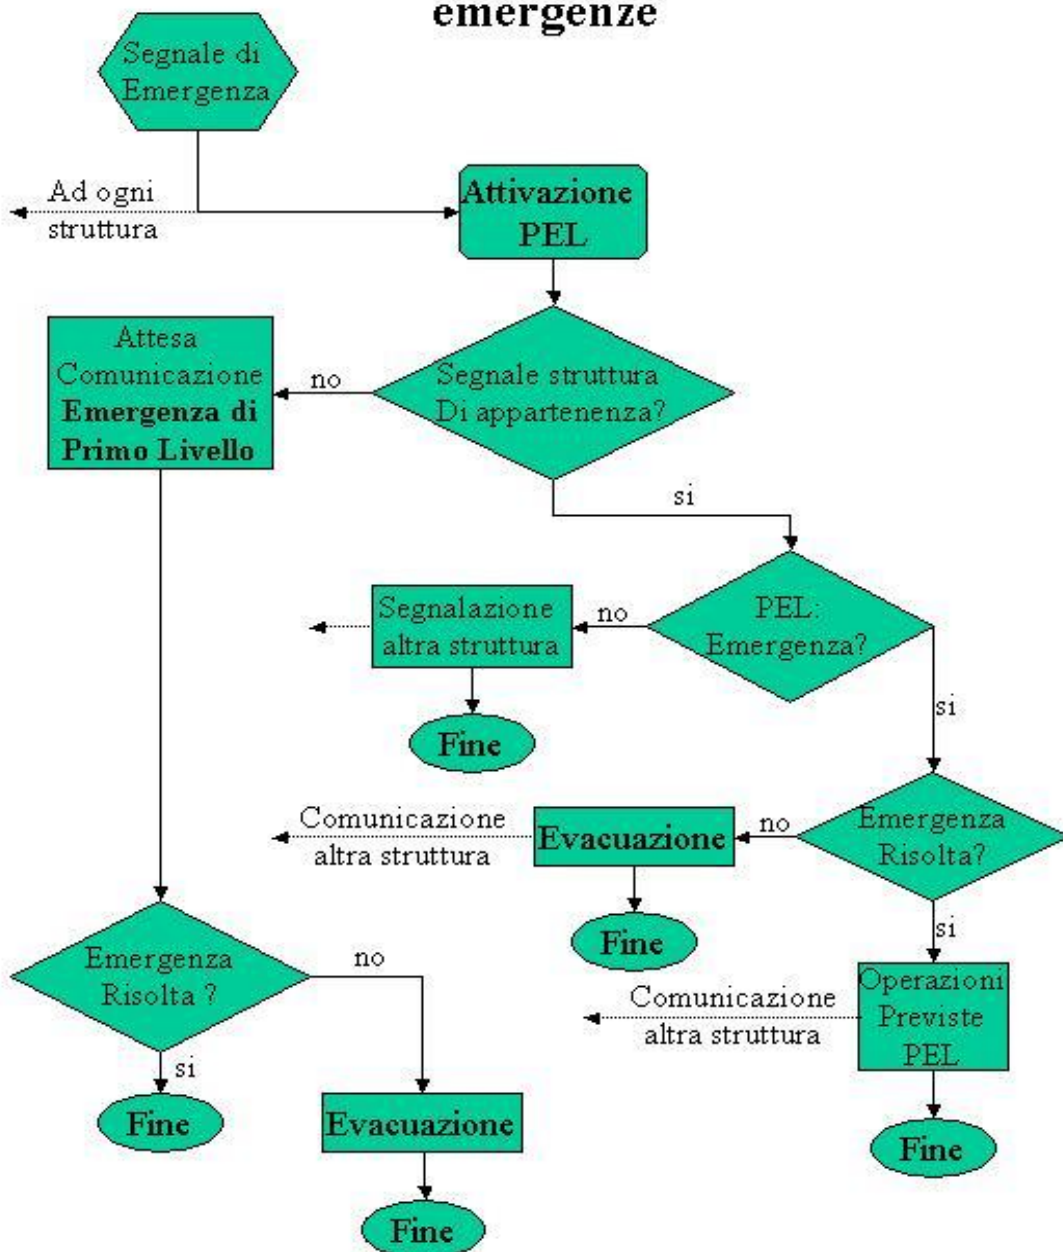 emergenze
Segnale di
Emergenza
Ad ogni
struttura
Attivazione
PEL
Attesa
Comunicazione
Emergenza di
Primo Livello
no
Segnale struttura
Di appartenenza?
si
Segnalazione
altra struttura
no
PEL:
Emergenza?
Fine
si
Comunicazione
altra struttura
Evacuazione
no
Emergenza
Risolta?
Fine
si
Emergenza
Risolta ?
no
Comunicazione
altra struttura
Operazioni
Previste
PEL
si
Fine
Evacuazione
Fine
Fine